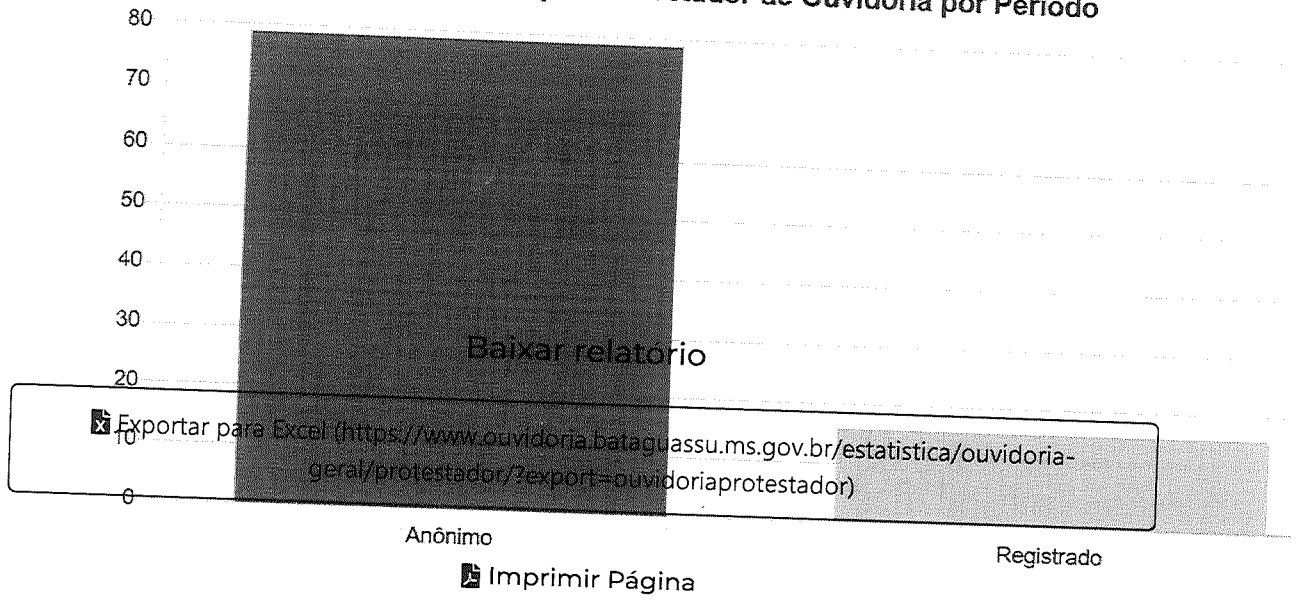 de Ouvidoria por Período
80
70
60
50
40
30
Baixar relatório
20
Exportar para Excel (https://www.ouvidoria.bataguassu.ms.gov.br/estatistica/ouvidoria-
10
geral/protestador/?export=ouvidoriaprotestador)
0
Anônimo
Registrado
Imprimir Página